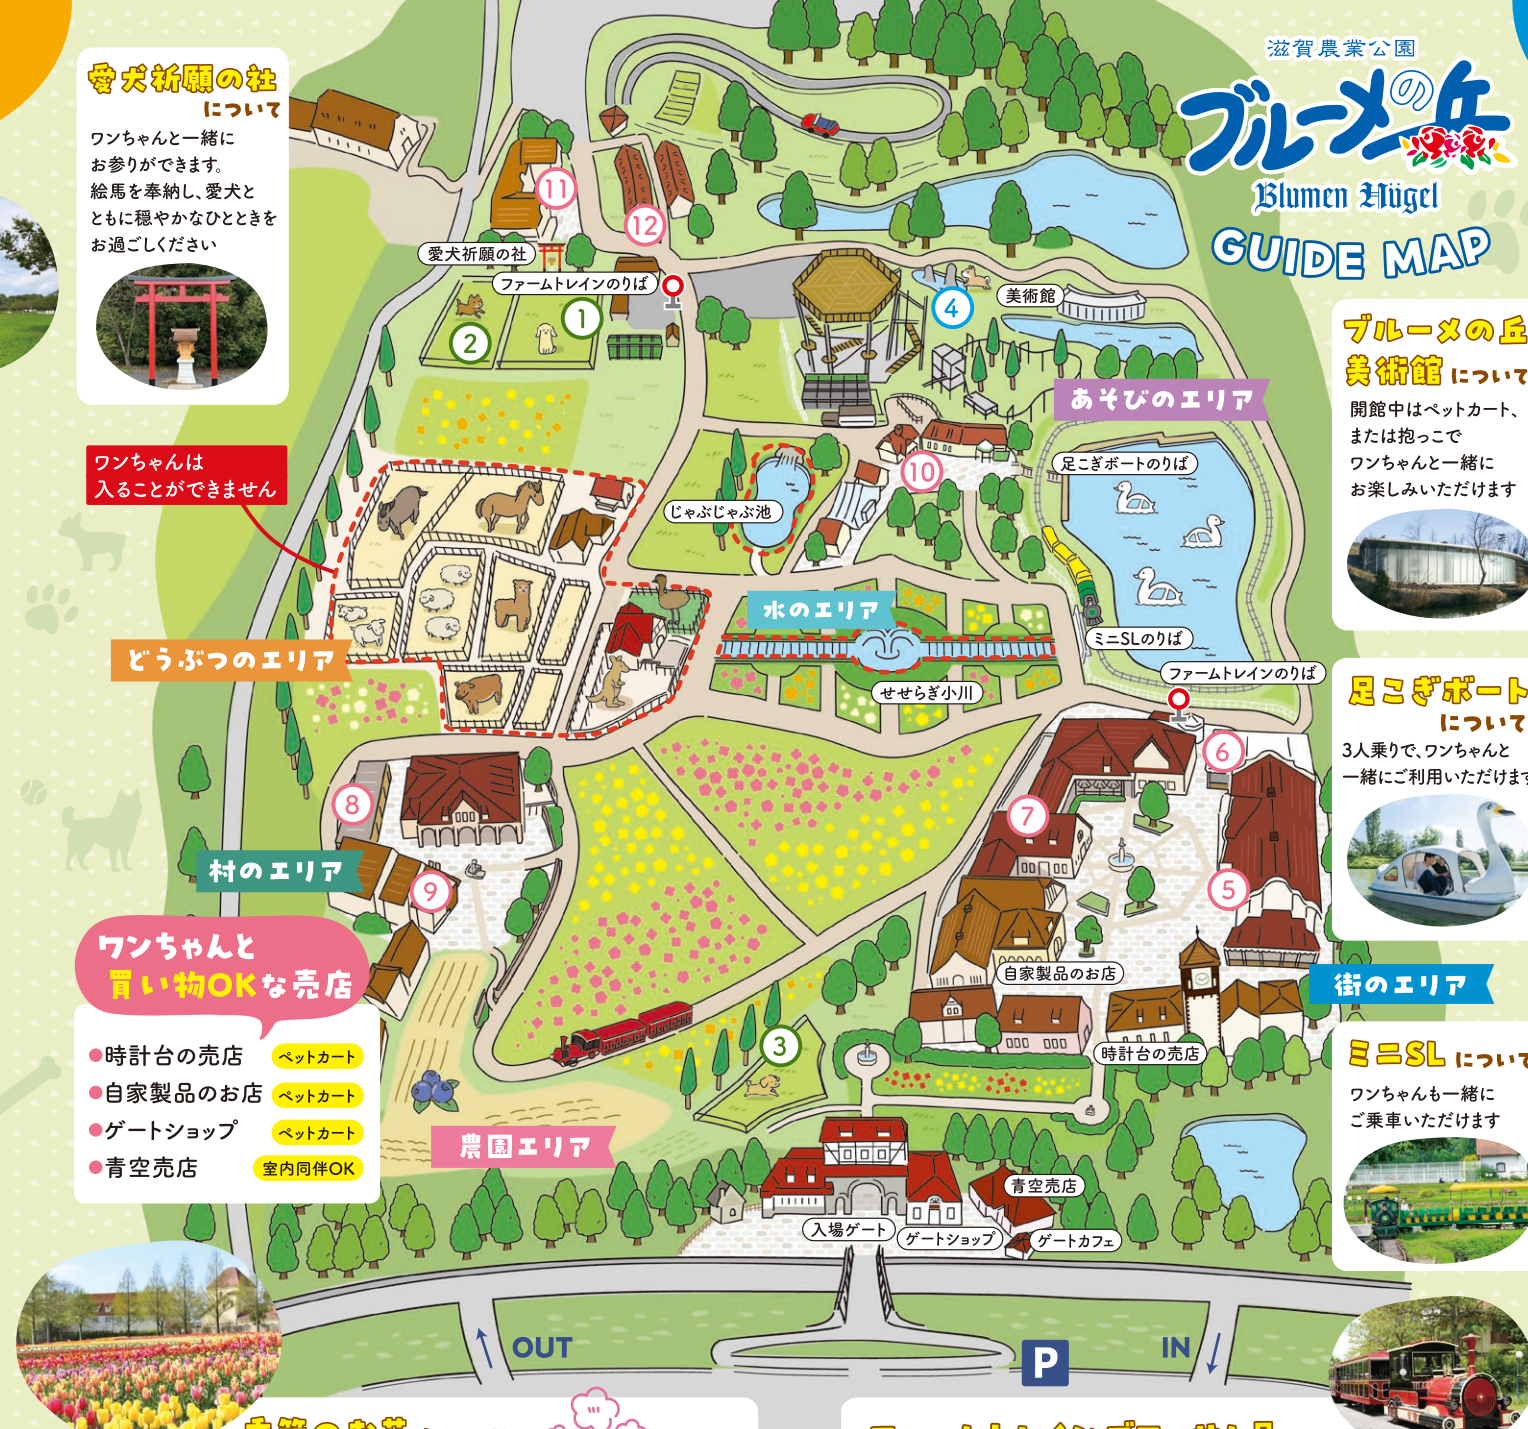 滋賀農業公園
ブルーメの丘
Blumen Hügel
GUIDE MAP
愛犬祈願の社
について
ワンちゃんと一緒に
お参りができます。
絵馬を奉納し、愛犬と
ともに穏やかなひとときを
お過ごしください
11
12
愛犬祈願の社
ファームトレインのりば
1
2
4
美術館
あそびのエリア
ブルーメの丘
美術館 について
開館中はペットカート、
または抱っこで
ワンちゃんと一緒に
お楽しみいただけます
ワンちゃんは
入ることができません
10
足こぎボートのりば
じゃぶじゃぶ池
水のエリア
ミニSLのりば
どうぶつのエリア
せせらぎ小川
ファームトレインのりば
足こぎボート
について
3人乗りで、ワンちゃんと
一緒にご利用いただけます
6
7
8
村のエリア
9
5
ワンちゃんと
買い物OKな売店
自家製品のお店
街のエリア
時計台の売店 ペットカート
自家製品のお店 ペットカート
ゲートショップ ペットカート
青空売店 室内同伴OK
3
時計台の売店
ミニSL について
ワンちゃんも一緒に
ご乗車いただけます
農園エリア
青空売店
入場ゲート
ゲートショップ
ゲートカフェ
OUT
P
IN